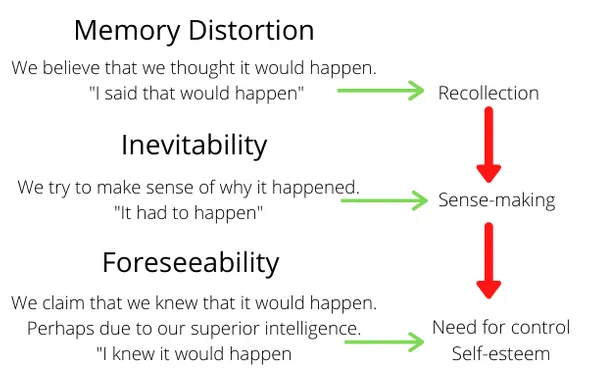 Memory Distortion
We believe that we thought it would happen.
"I said that would happen"
Recollection
Inevitability
We try to make sense of why it happened.
"It had to happen"
Sense-making
Foreseeability
We claim that we knew that it would happen.
Perhaps due to our superior intelligence.
"I knew it would happen
Need for control
Self-esteem